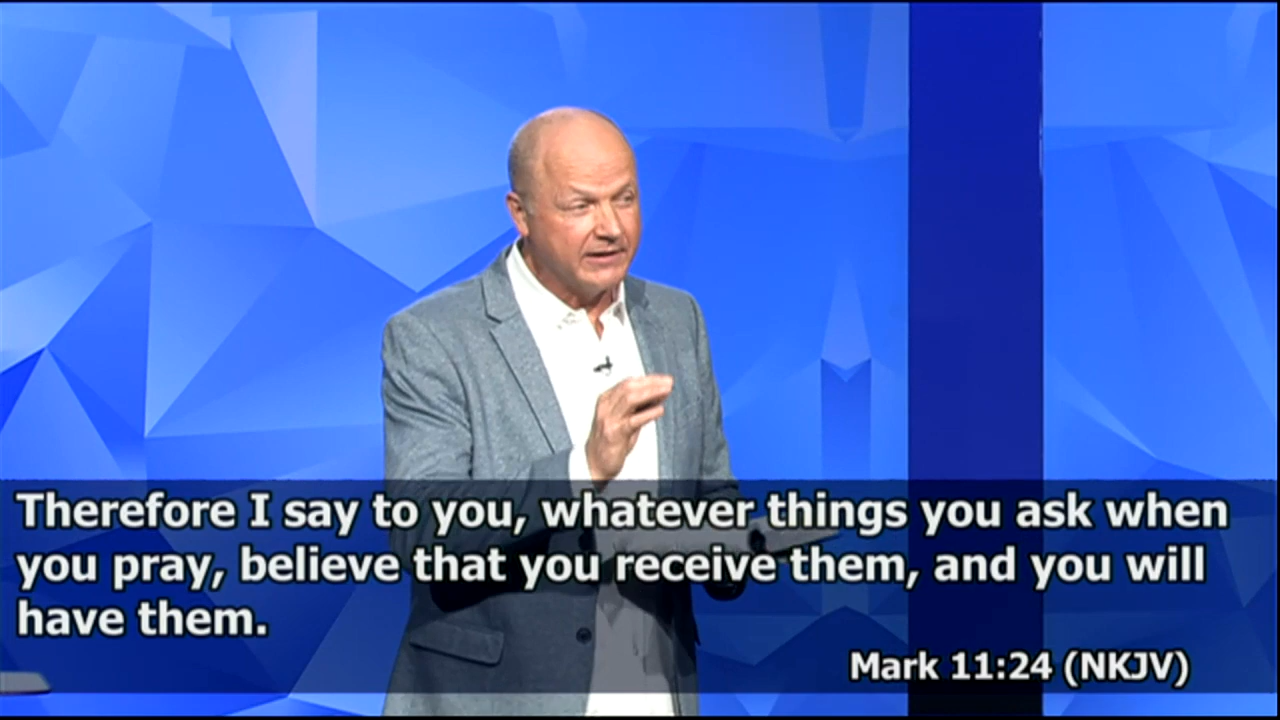 Therefore I say to you, whatever things you ask when
you pray, believe that you receive them, and you will
have them.
Mark 11:24 (NKJV)